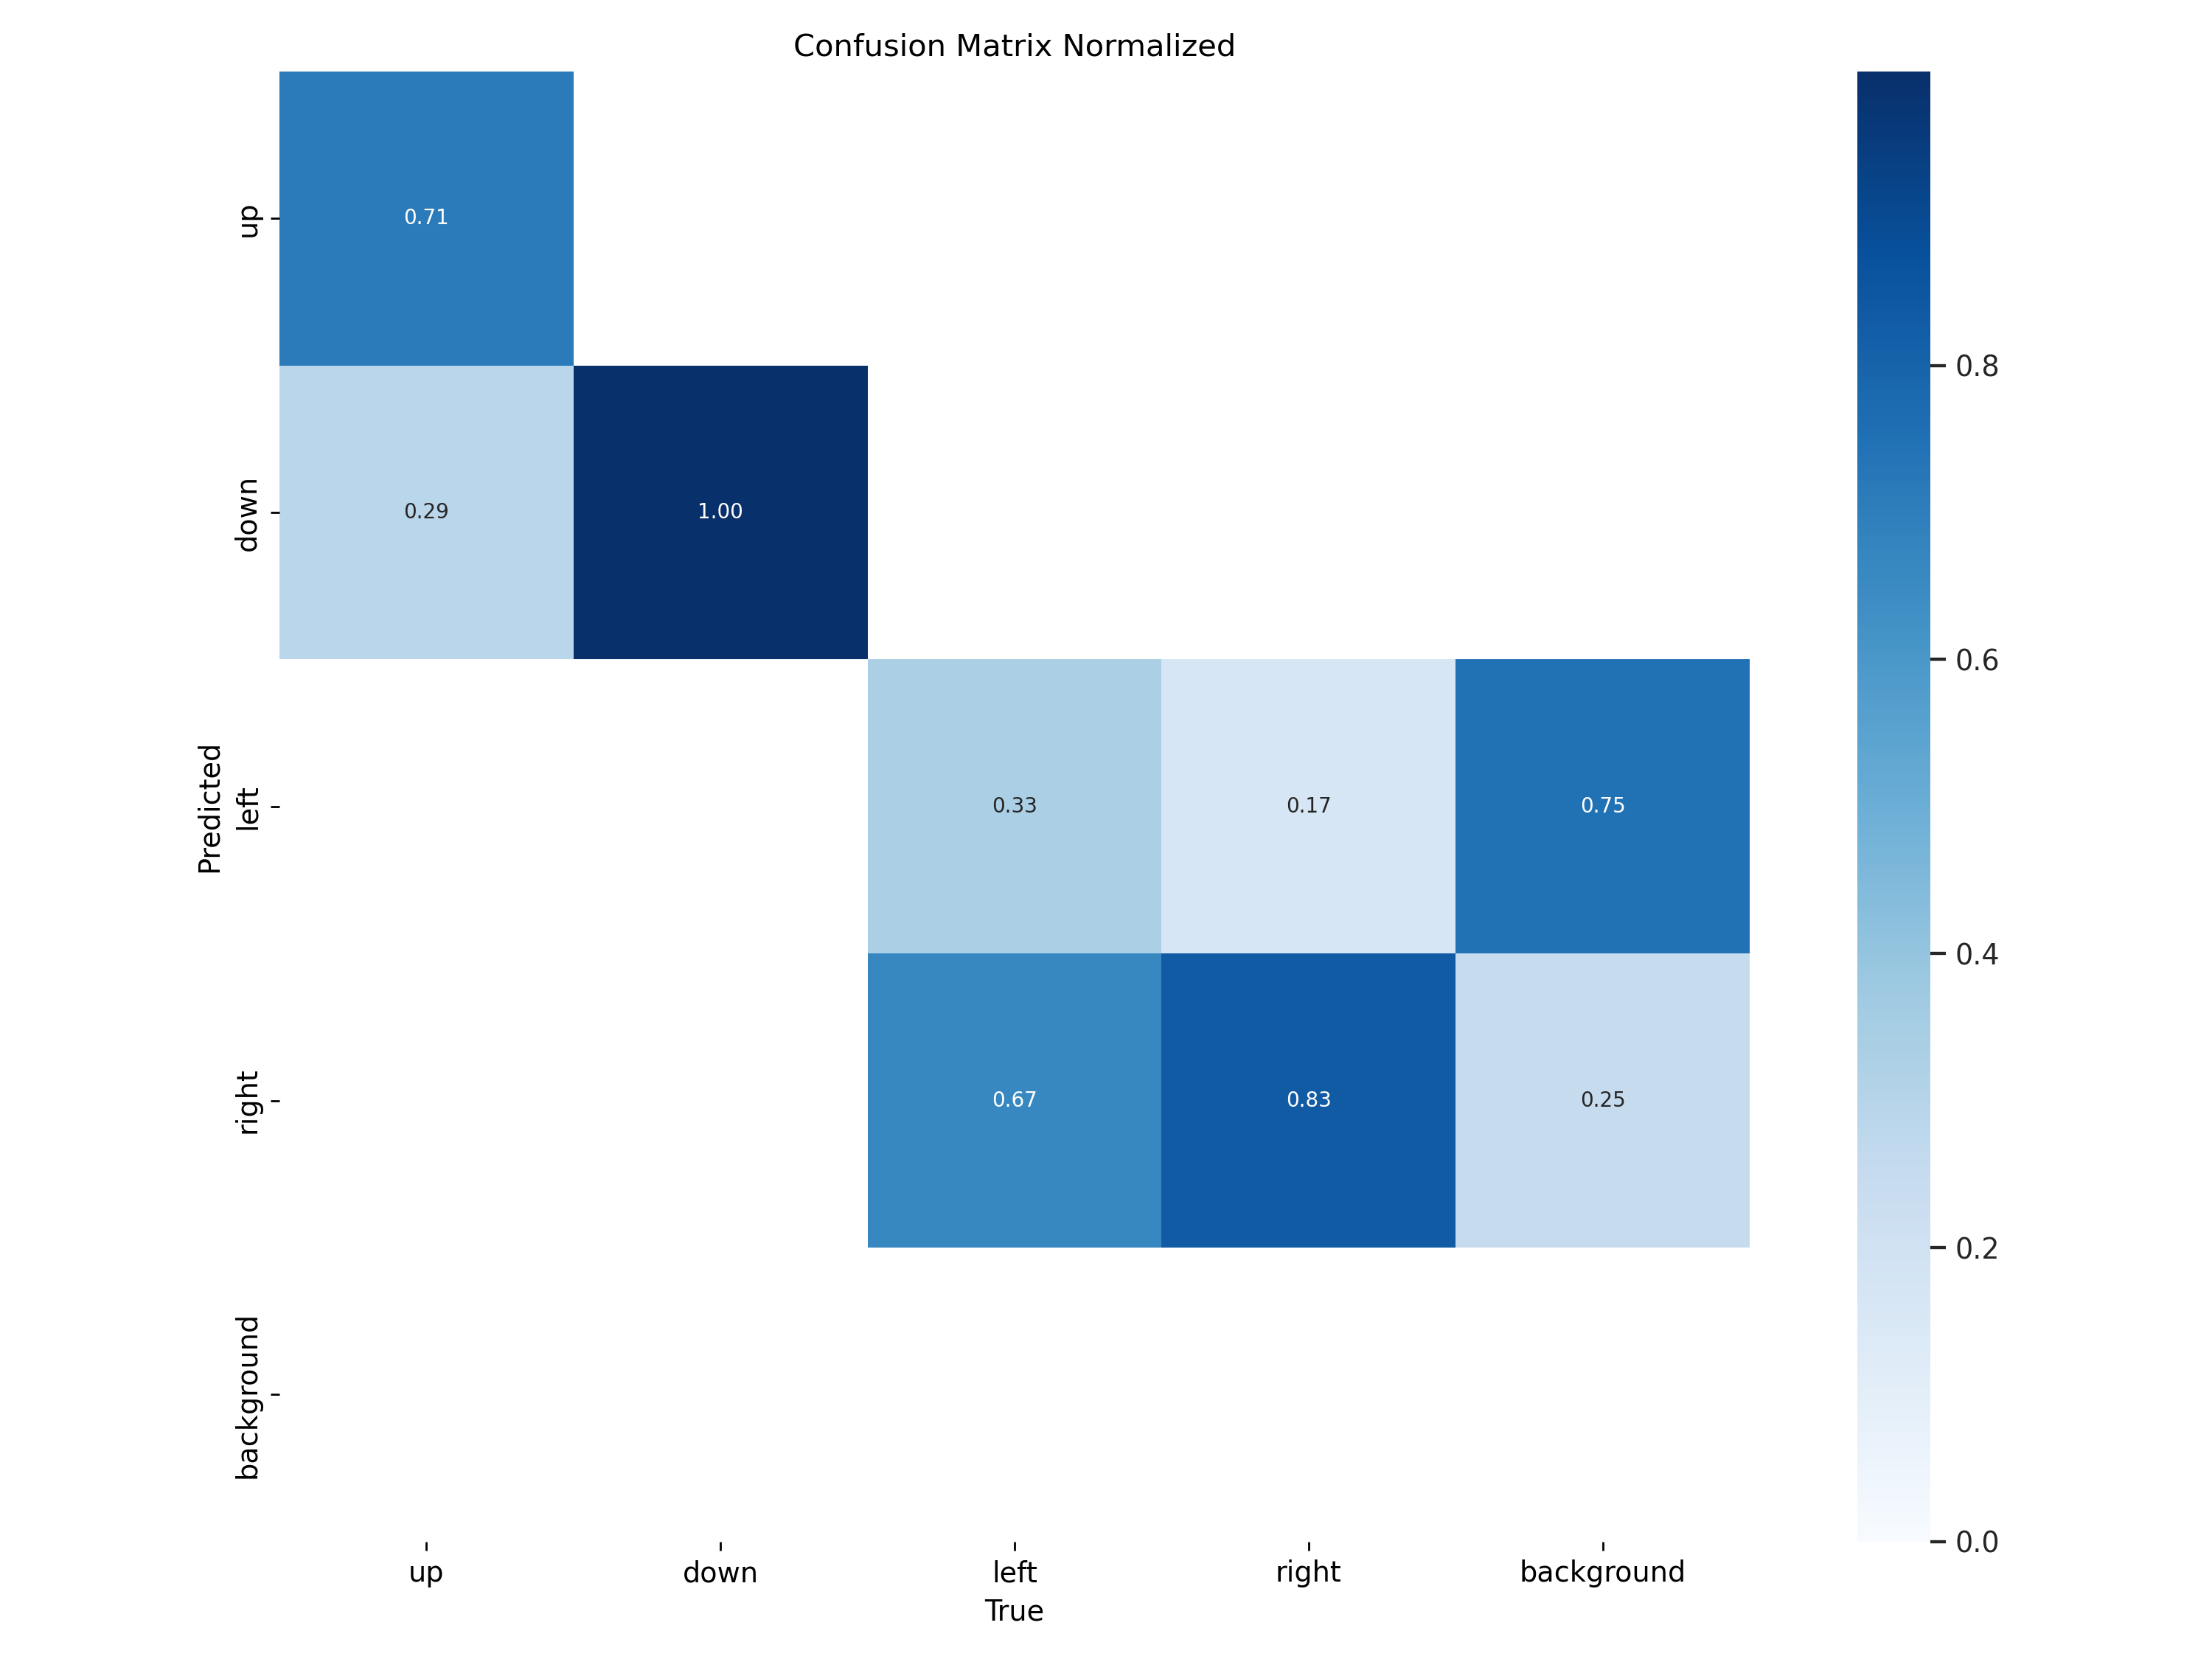 Confusion Matrix Normalized
up
0.71
down
0.29 1.00
Predicted
left
0.33 0.17 0.75
right
0.67 0.83 0.25
background
up down left right background
True
0.8
0.6
0.4
0.2
0.0